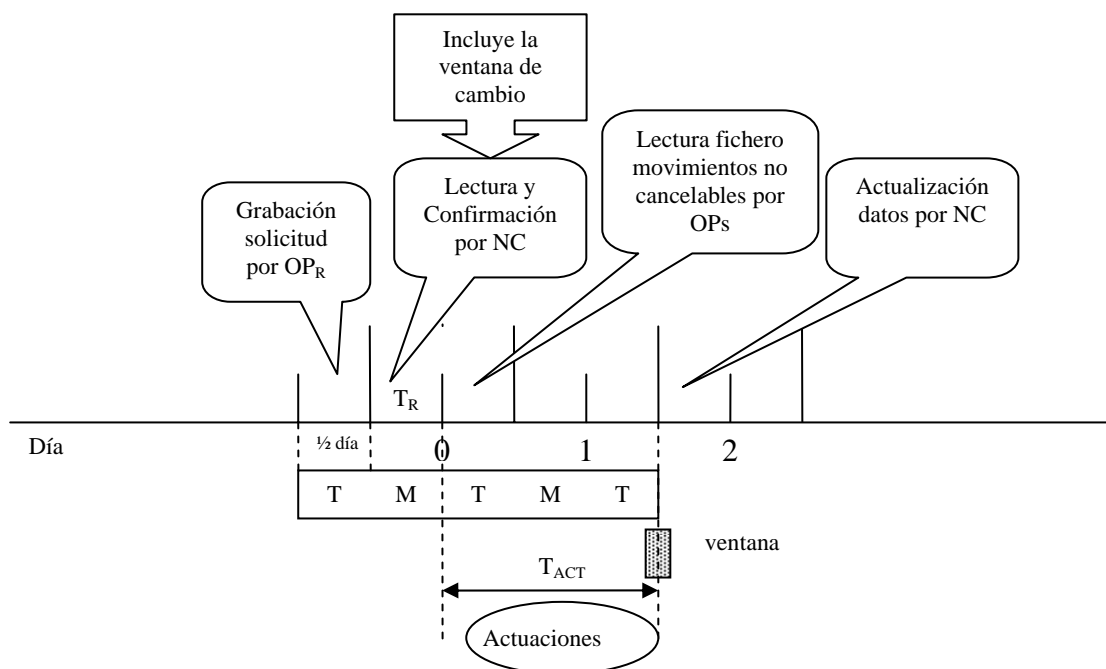 Incluye la
ventana de
cambio
Lectura fichero
movimientos no
cancelables por
OPs
Lectura y
Confirmación
por NC
Actualización
datos por NC
Grabación
solicitud
por OPR
TR
Día
½ día
0
1
2
T M T M T
ventana
TACT
Actuaciones